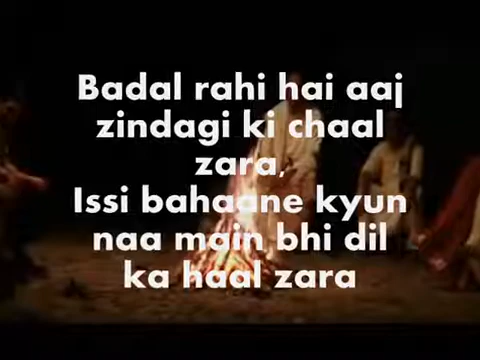 Badal rahi hai aaj
zindagi ki chaal
zara,
Issi bahaane kyun
naa main bhi dil
ka haal zara